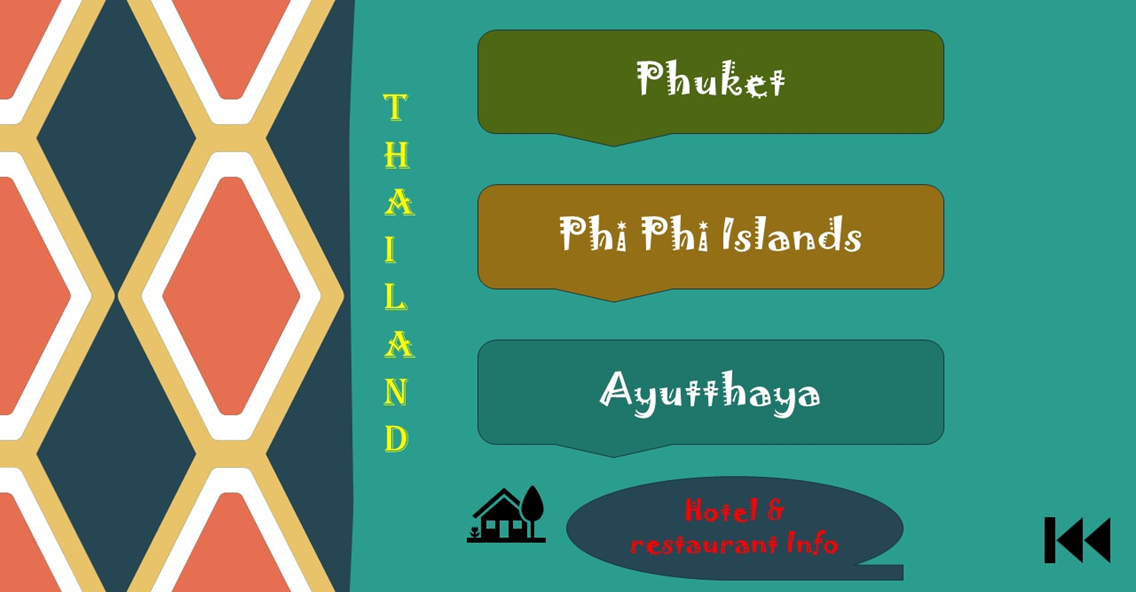 THAILAND
Phuket
Phi Phi Islands
Ayutthaya
Hotel &
restaurant Info